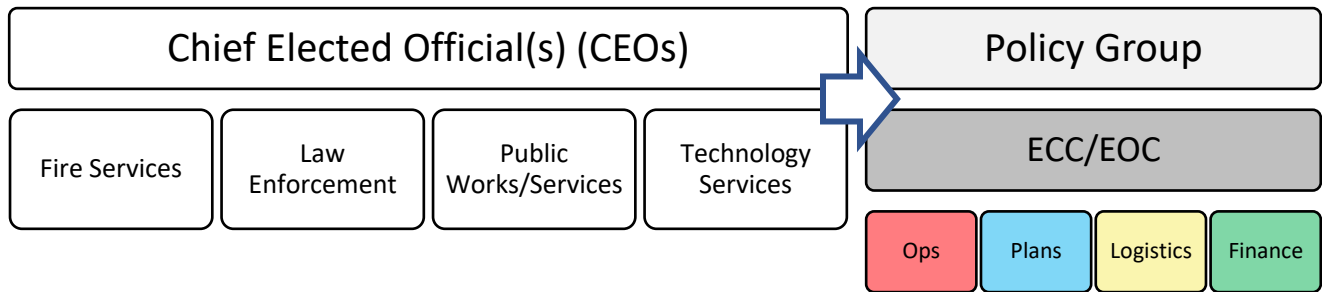 Chief Elected Official(s) (CEOs)
Policy Group
Fire Services
Law
Enforcement
Public
Works/Services
Technology
Services
ECC/EOC
Ops
Plans
Logistics
Finance